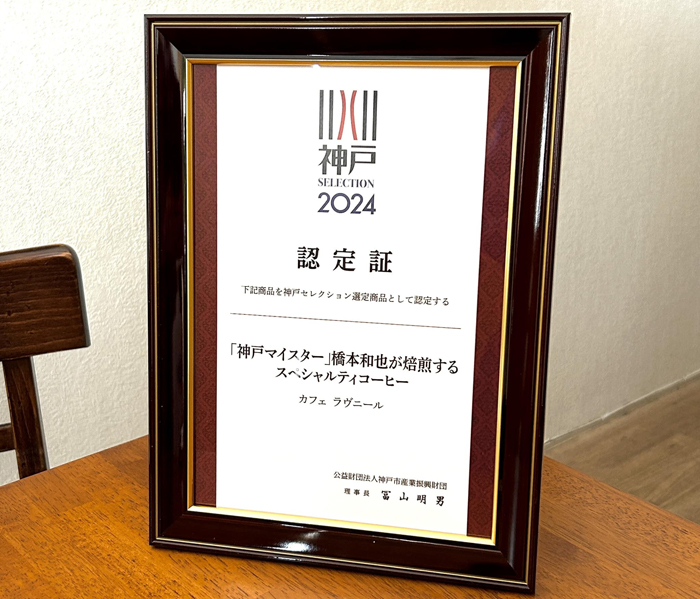 神戸
SELECTION
2024
認定証
下記商品を神戸セレクション選定商品として認定する
「神戸マイスター」橋本和也が焙煎する
スペシャルティコーヒー
カフェ ラヴニール
公益財団法人神戸市産業振興財団
理事長 冨山明男